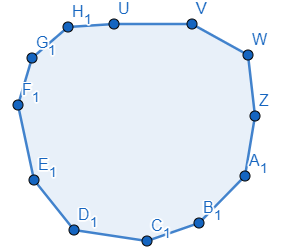 H₁ U V
G₁ W
F₁ Z
E₁ A₁
D₁ C₁ B₁